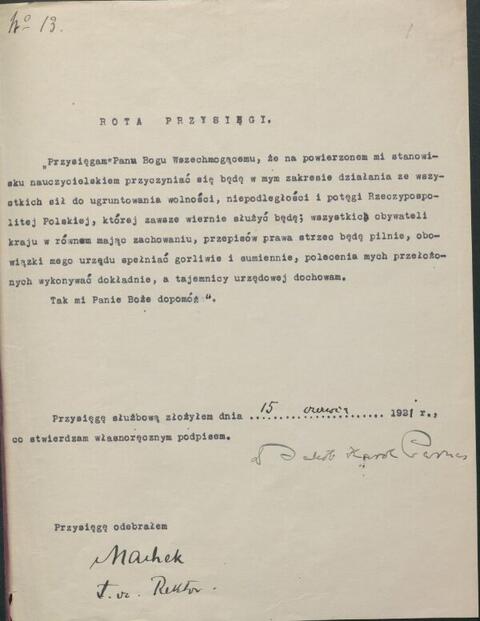 No 13.
1
ROTA PRZYSIĘGI.
„Przysięgam Panu Bogu Wszechmogącemu, że na powierzonem mi stanowi-
sku nauczycielskiem przyczyniać się będę w mym zakresie działania ze wszy-
stkich sił do ugruntowania wolności, niepodległości i potęgi Rzeczypospo-
litej Polskiej, której zawsze wiernie służyć będę; wszystkich obywateli
kraju w równem mając zachowaniu, przepisów prawa strzec będę pilnie, obo-
wiązki mego urzędu spełniać gorliwie i sumiennie, polecenia mych przełożo-
nych wykonywać dokładnie, a tajemnicy urzędowej dochowam.
Tak mi Panie Boże dopomóż".
Przysięgę służbową złożyłem dnia 15 czerwca 1921 r.,
co stwierdzam własnoręcznym podpisem.
Jakób Karol Parnas
Przysięgę odebrałem
Machek
t. cz. Rektor.